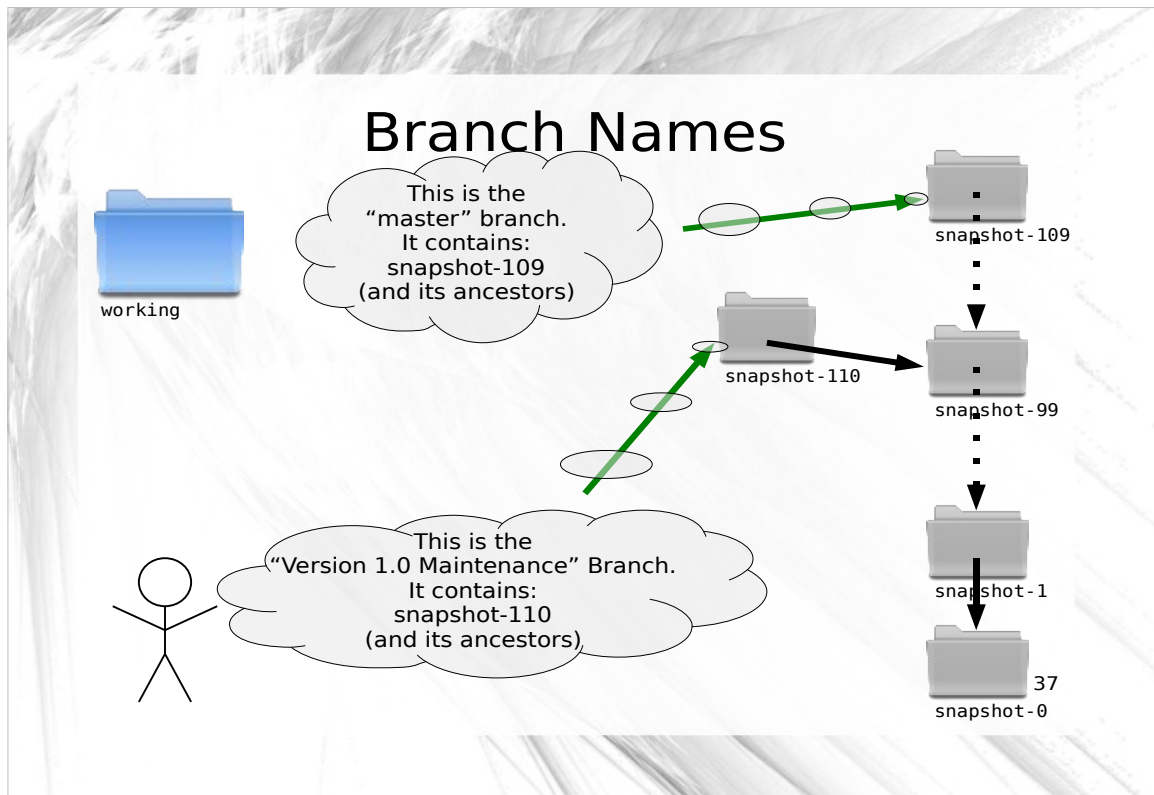 Branch Names
This is the
“master” branch.
It contains:
snapshot-109
(and its ancestors)
working
snapshot-109
snapshot-110
snapshot-99
This is the
“Version 1.0 Maintenance” Branch.
It contains:
snapshot-110
(and its ancestors)
snapshot-1
37
snapshot-0